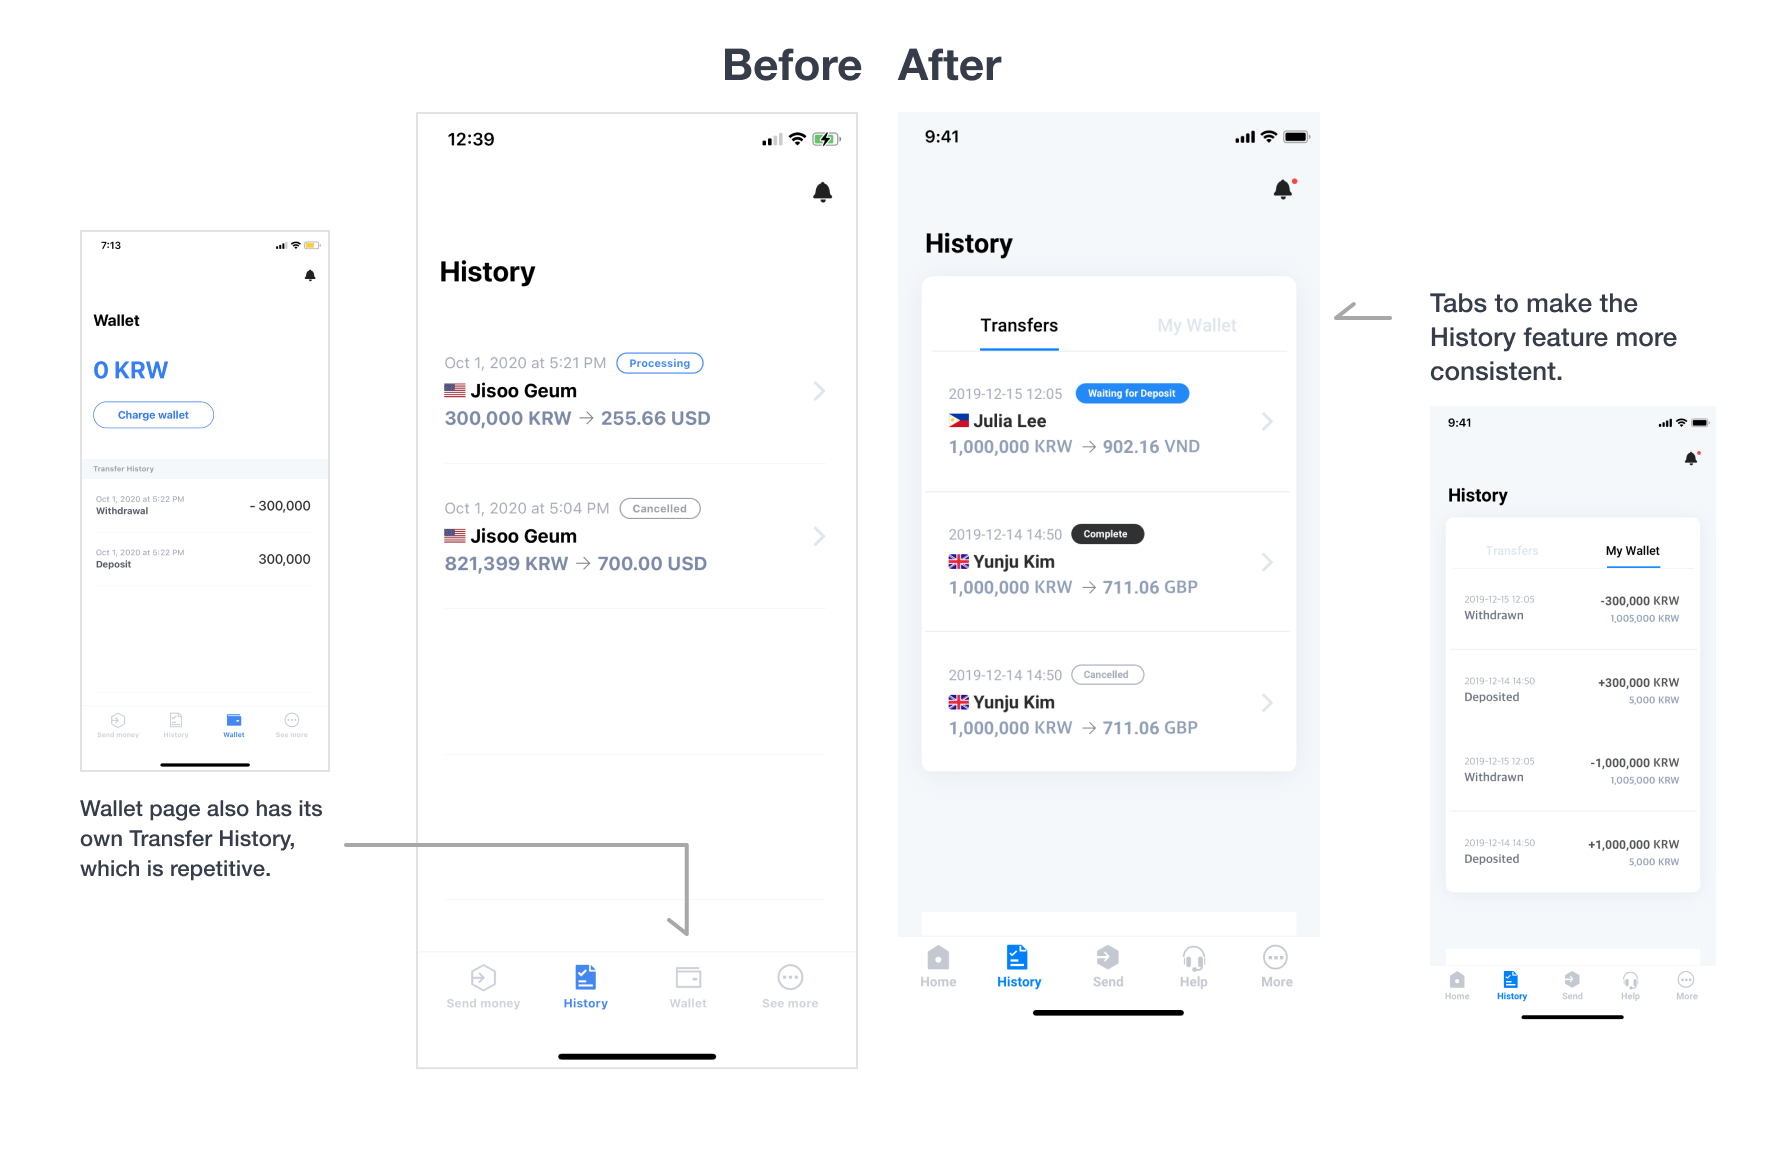 Before After
7:13
Wallet
0 KRW
Charge wallet
Transfer History
Oct 1, 2020 at 5:22 PM
Withdrawal
- 300,000
Oct 1, 2020 at 5:22 PM
Deposit
300,000
Send money
History
Wallet
See more
Wallet page also has its
own Transfer History,
which is repetitive.
12:39
History
Oct 1, 2020 at 5:21 PM Processing
Jisoo Geum
300,000 KRW → 255.66 USD
Oct 1, 2020 at 5:04 PM Cancelled
Jisoo Geum
821,399 KRW → 700.00 USD
Send money
History
Wallet
See more
9:41
History
Transfers
My Wallet
2019-12-15 12:05 Waiting for Deposit
Julia Lee
1,000,000 KRW → 902.16 VND
2019-12-14 14:50 Complete
Yunju Kim
1,000,000 KRW → 711.06 GBP
2019-12-14 14:50 Cancelled
Yunju Kim
1,000,000 KRW → 711.06 GBP
Home
History
Send
Help
More
Tabs to make the
History feature more
consistent.
9:41
History
Transfers
My Wallet
2019-12-15 12:05
Withdrawn
-300,000 KRW
1,005,000 KRW
2019-12-14 14:50
Deposited
+300,000 KRW
5,000 KRW
2019-12-15 12:05
Withdrawn
-1,000,000 KRW
1,005,000 KRW
2019-12-14 14:50
Deposited
+1,000,000 KRW
5,000 KRW
Home
History
Send
Help
More